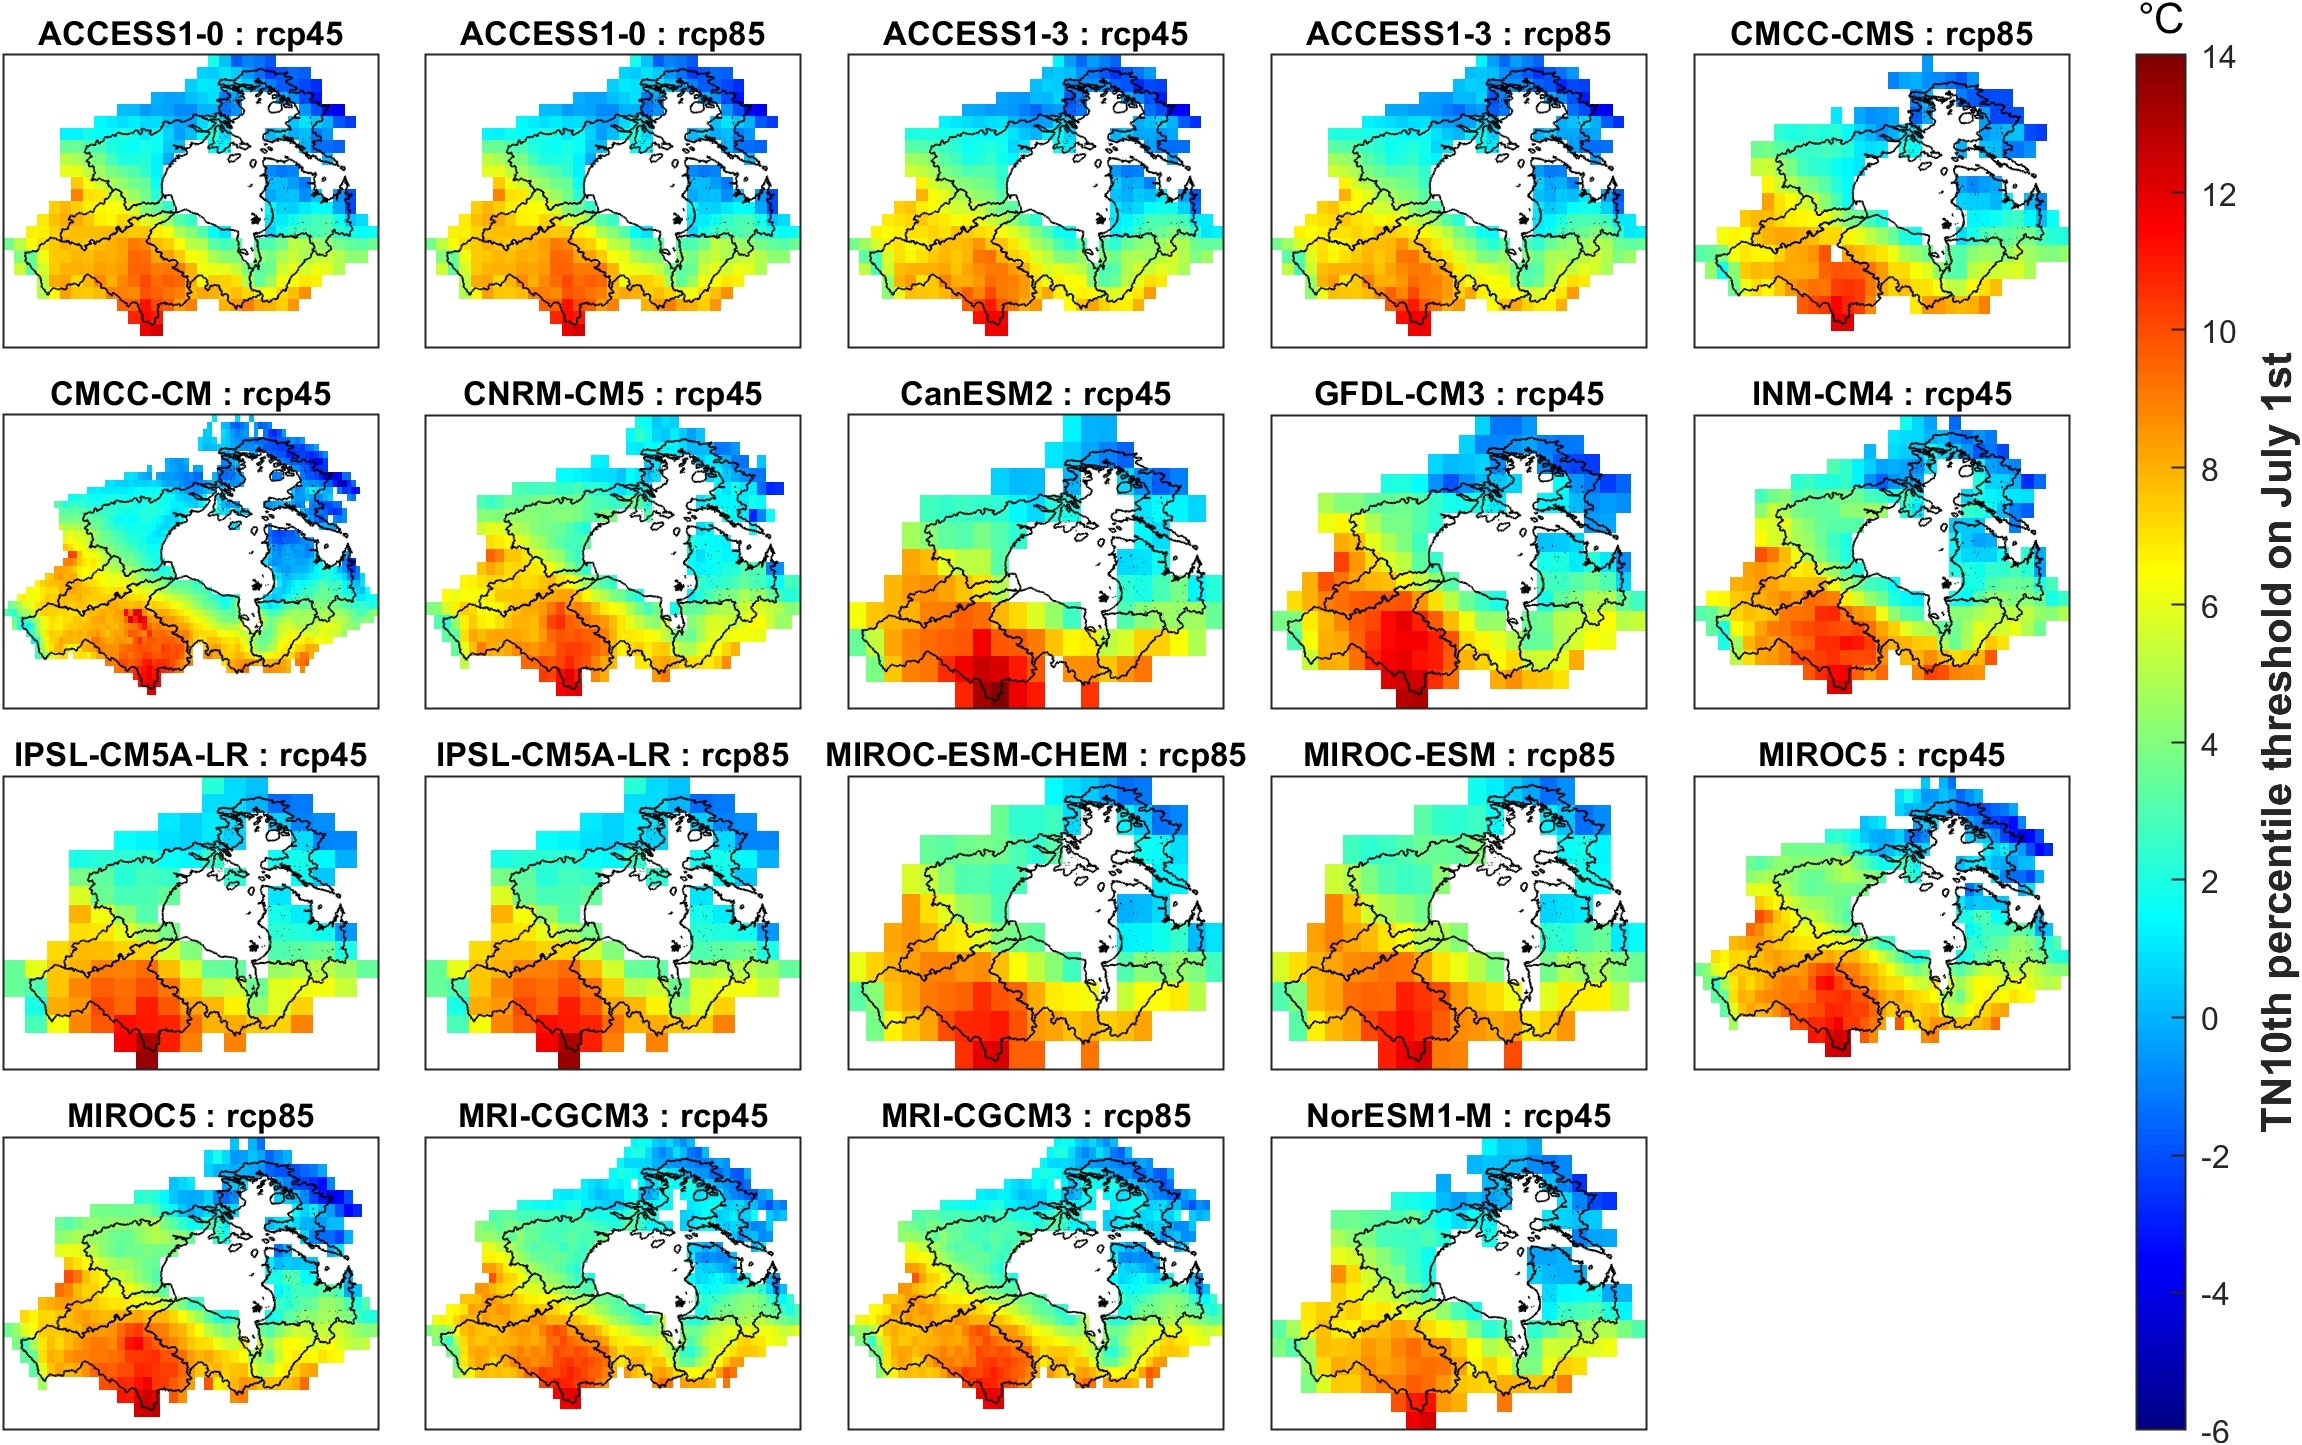 ACCESS1-0 : rcp45
ACCESS1-0 : rcp85
ACCESS1-3 : rcp45
ACCESS1-3 : rcp85
CMCC-CMS : rcp85
CMCC-CM : rcp45
CNRM-CM5 : rcp45
CanESM2 : rcp45
GFDL-CM3 : rcp45
INM-CM4 : rcp45
IPSL-CM5A-LR : rcp45
IPSL-CM5A-LR : rcp85
MIROC-ESM-CHEM : rcp85
MIROC-ESM : rcp85
MIROC5 : rcp45
MIROC5 : rcp85
MRI-CGCM3 : rcp45
MRI-CGCM3 : rcp85
NorESM1-M : rcp45
°C
14
12
10
8
6
4
2
0
-2
-4
-6
TN10th percentile threshold on July 1st